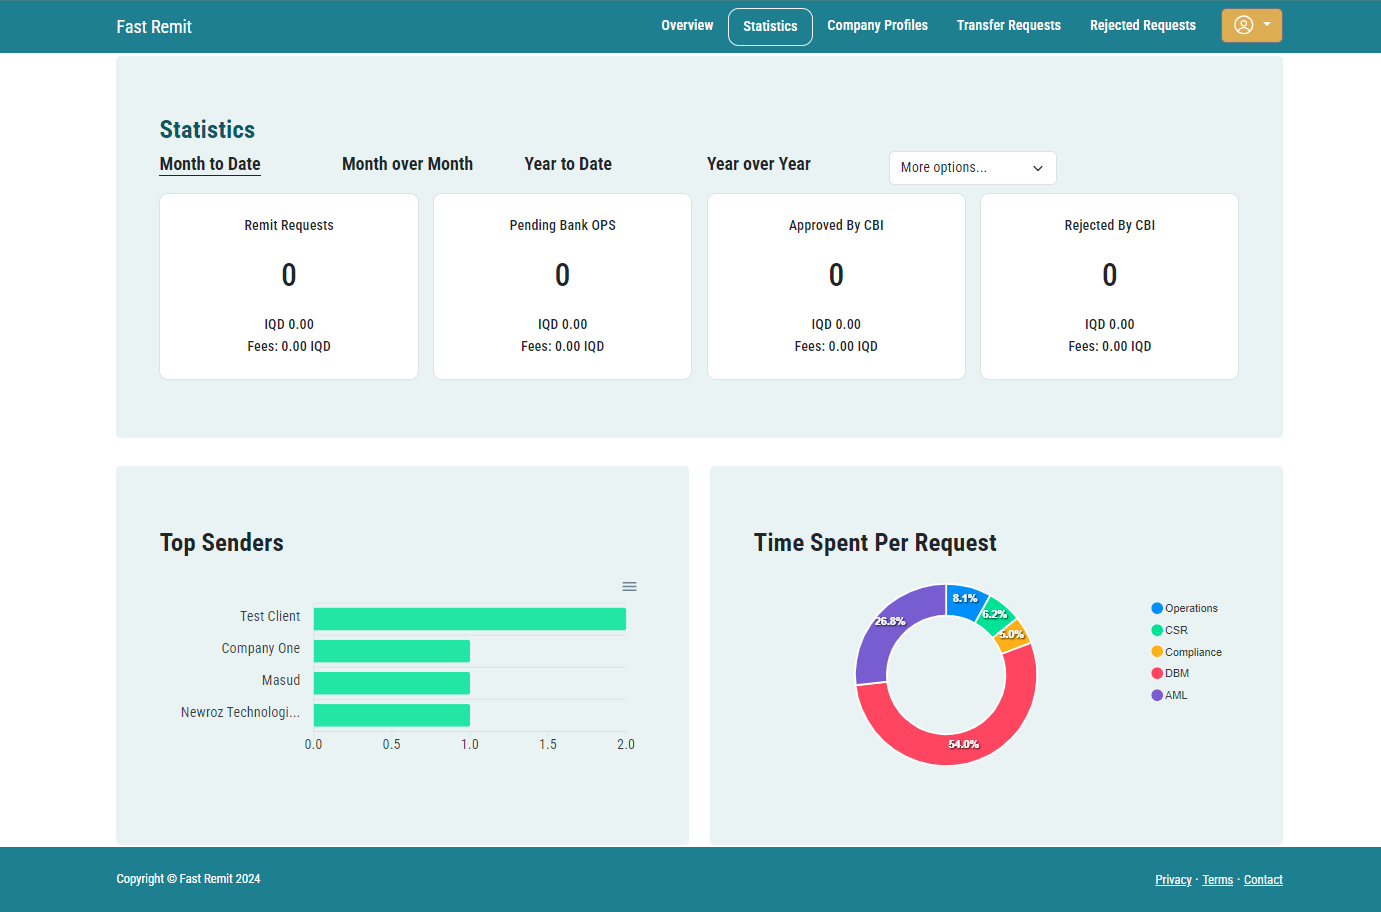 Fast Remit
Overview
Statistics
Company Profiles
Transfer Requests
Rejected Requests
Statistics
Month to Date
Month over Month
Year to Date
Year over Year
More options...
Remit Requests
0
IQD 0.00
Fees: 0.00 IQD
Pending Bank OPS
0
IQD 0.00
Fees: 0.00 IQD
Approved By CBI
0
IQD 0.00
Fees: 0.00 IQD
Rejected By CBI
0
IQD 0.00
Fees: 0.00 IQD
Top Senders
Test Client
Company One
Masud
Newroz Technologi...
0.0 0.5 1.0 1.5 2.0
Time Spent Per Request
8.1%
6.2%
5.0%
54.0%
26.8%
Operations
CSR
Compliance
DBM
AML
Copyright © Fast Remit 2024
Privacy · Terms · Contact